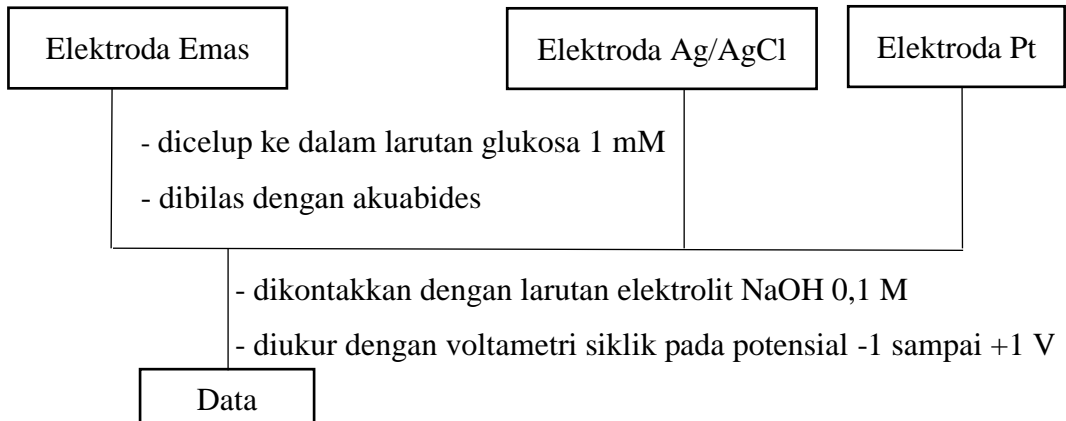 Elektroda Emas
Elektroda Ag/AgCl
Elektroda Pt
- dicelup ke dalam larutan glukosa 1 mM
- dibilas dengan akuabides
- dikontakkan dengan larutan elektrolit NaOH 0,1 M
- diukur dengan voltametri siklik pada potensial -1 sampai +1 V
Data